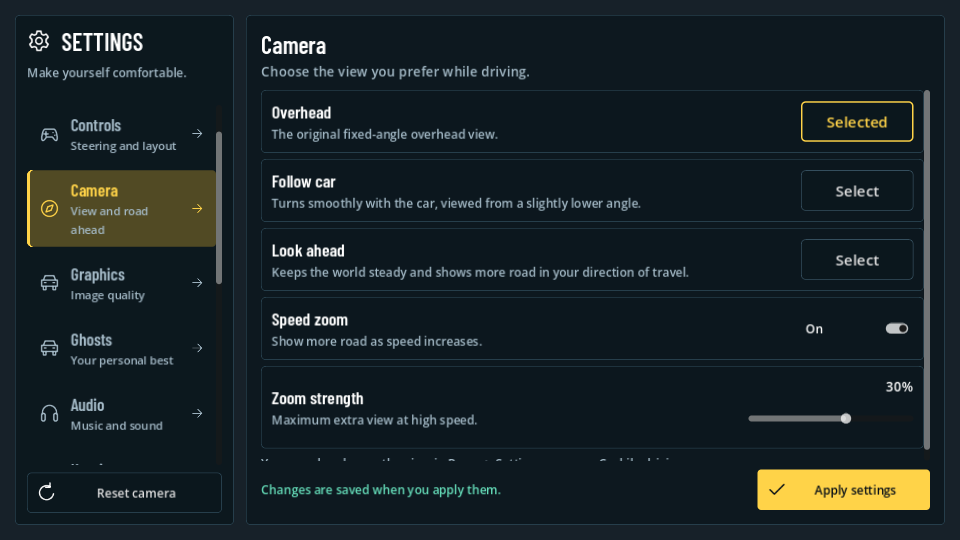 SETTINGS
Make yourself comfortable.
Controls
Steering and layout
Camera
View and road
ahead
Graphics
Image quality
Ghosts
Your personal best
Audio
Music and sound
Reset camera
Camera
Choose the view you prefer while driving.
Overhead
The original fixed-angle overhead view.
Selected
Follow car
Turns smoothly with the car, viewed from a slightly lower angle.
Select
Look ahead
Keeps the world steady and shows more road in your direction of travel.
Select
Speed zoom
Show more road as speed increases.
On
Zoom strength
Maximum extra view at high speed.
30%
Changes are saved when you apply them.
Apply settings